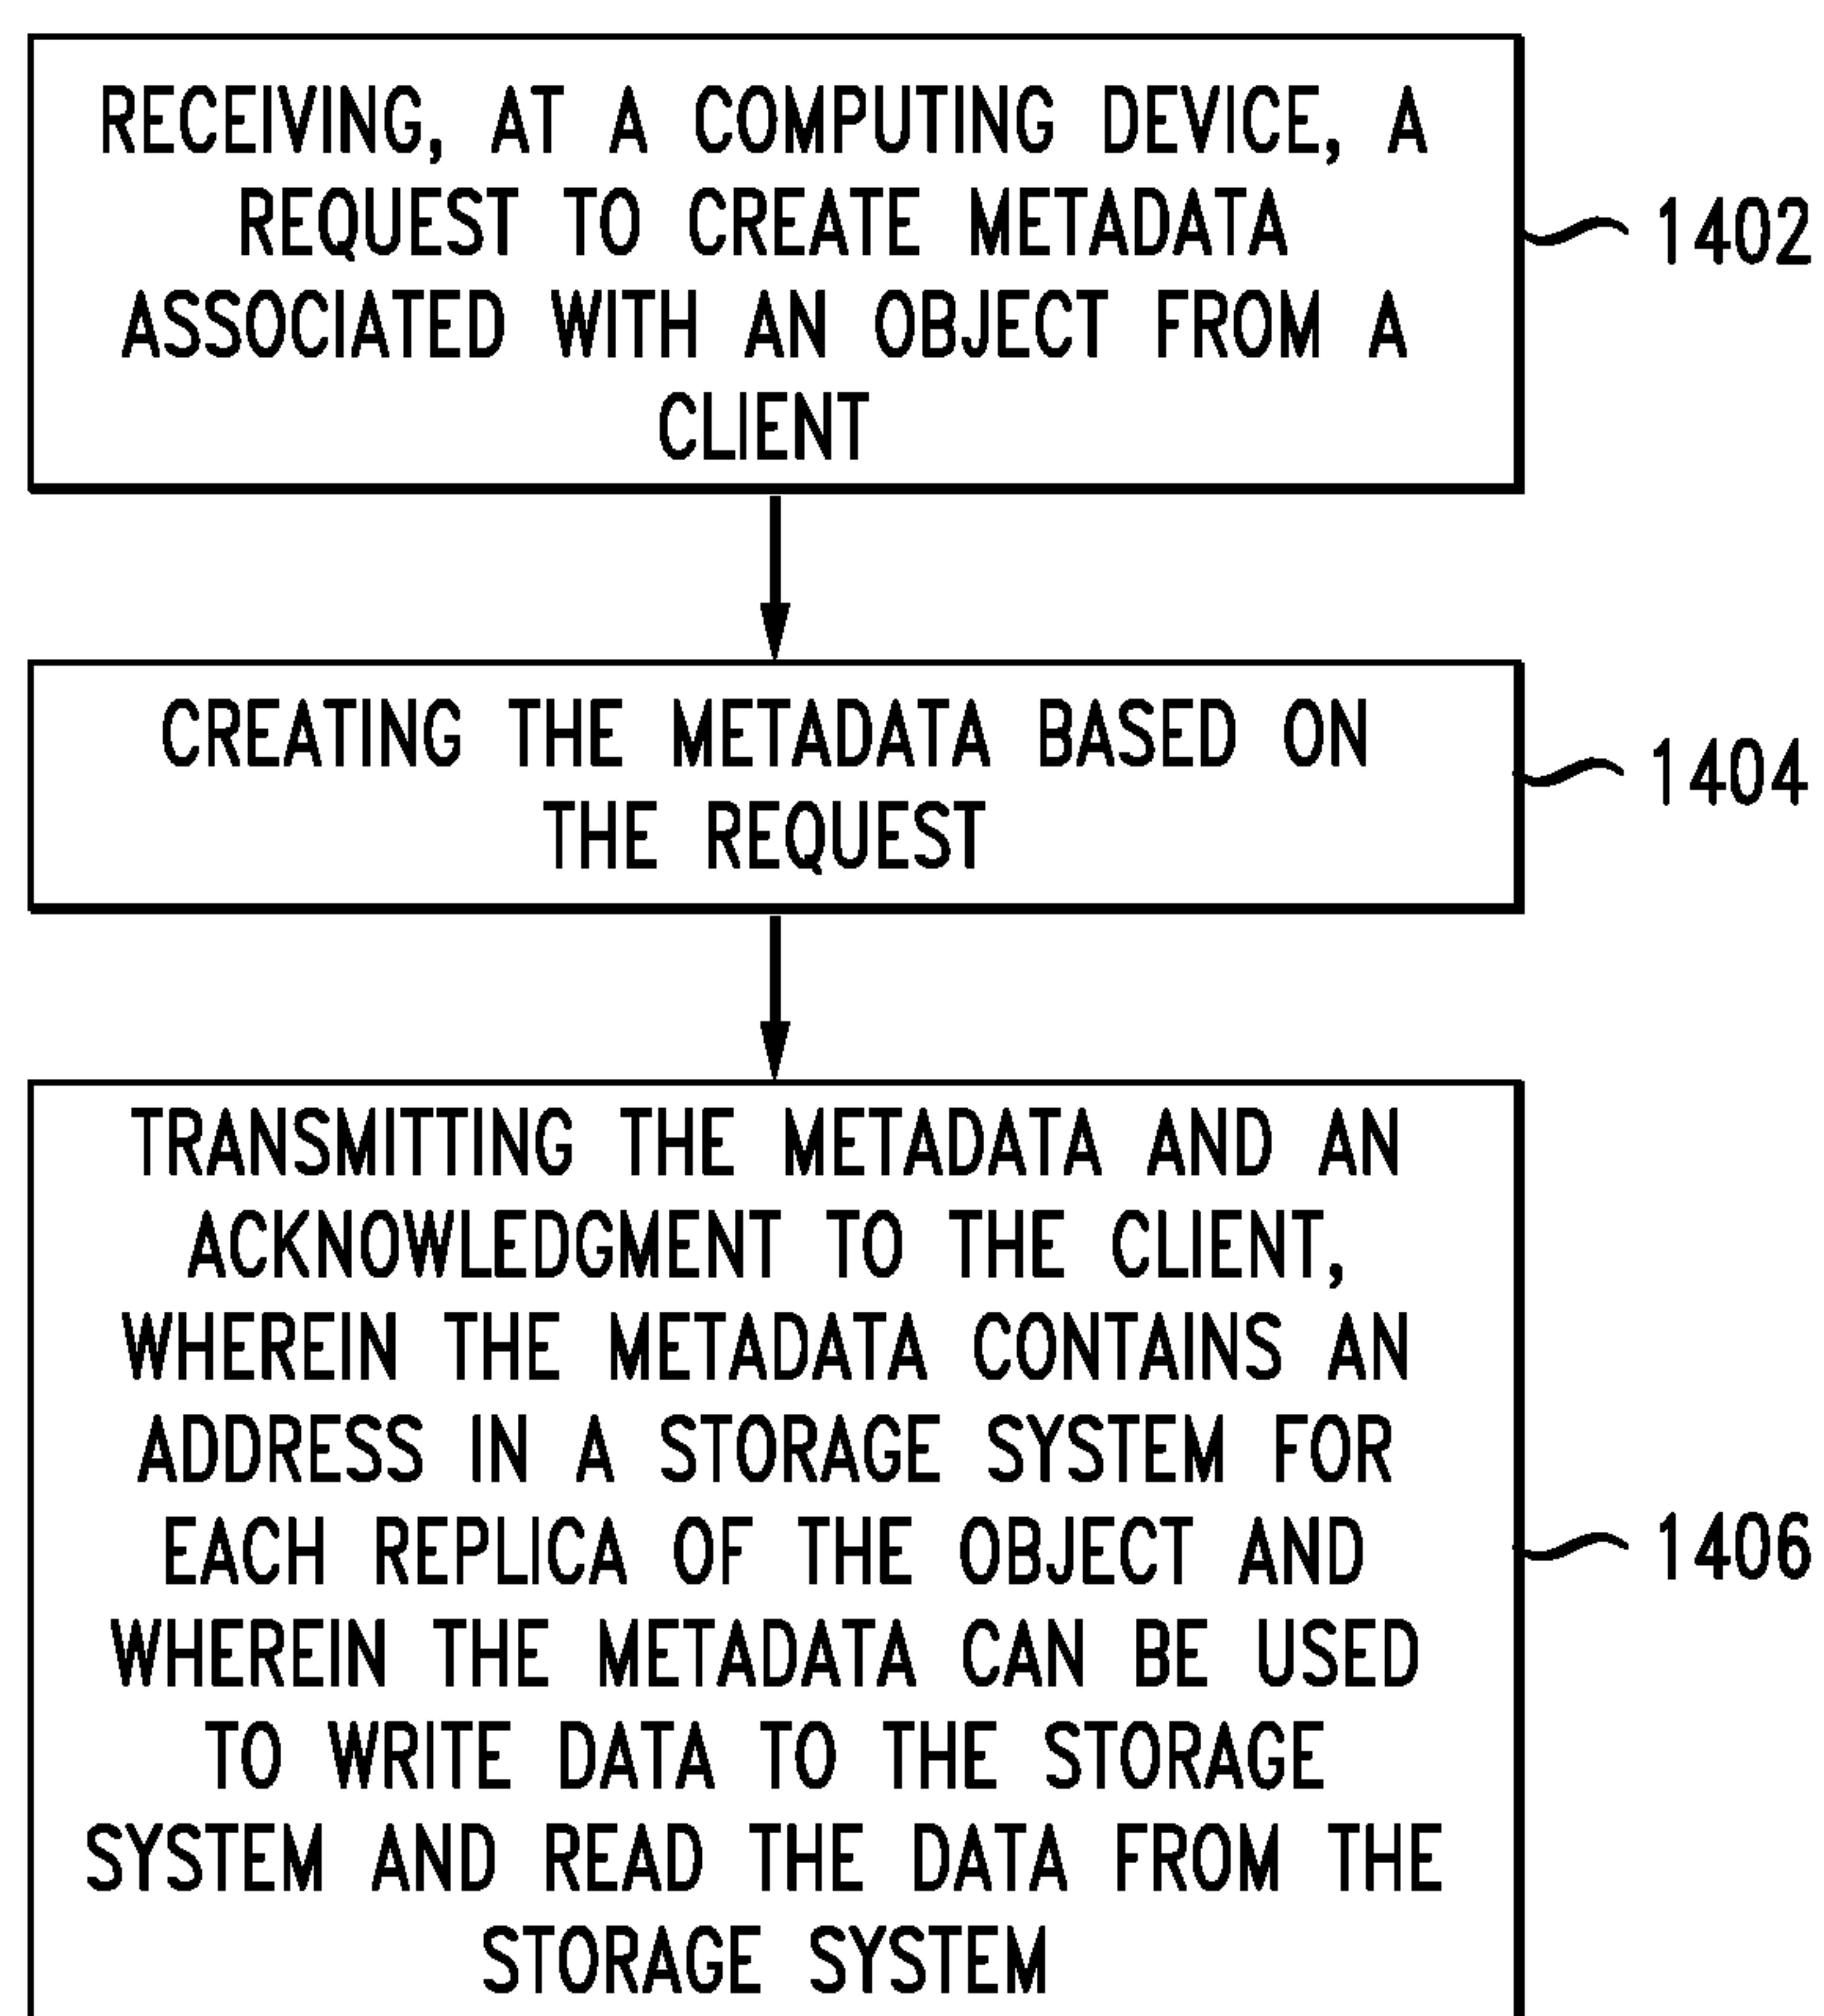 RECEIVING, AT A COMPUTING DEVICE, A
REQUEST TO CREATE METADATA
ASSOCIATED WITH AN OBJECT FROM A
CLIENT
1402
CREATING THE METADATA BASED ON
THE REQUEST
1404
TRANSMITTING THE METADATA AND AN
ACKNOWLEDGMENT TO THE CLIENT,
WHEREIN THE METADATA CONTAINS AN
ADDRESS IN A STORAGE SYSTEM FOR
EACH REPLICA OF THE OBJECT AND
WHEREIN THE METADATA CAN BE USED
TO WRITE DATA TO THE STORAGE
SYSTEM AND READ THE DATA FROM THE
STORAGE SYSTEM
1406